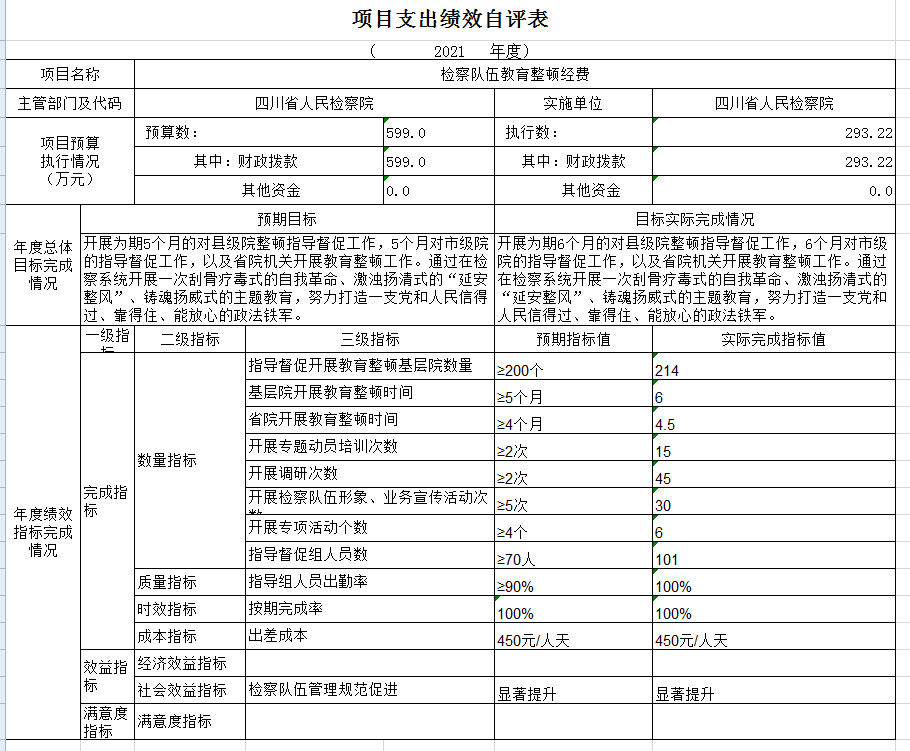 项目支出绩效自评表
（ 2021 年度）
项目名称 检察队伍教育整顿经费
主管部门及代码 四川省人民检察院 实施单位 四川省人民检察院
项目预算
执行情况
（万元）
预算数： 599.0 执行数： 293.22
其中：财政拨款 599.0 其中：财政拨款 293.22
其他资金 0.0 其他资金 0.0
年度总体
目标完成
情况
预期目标 目标实际完成情况
开展为期5个月的对县级院整顿指导督促工作，5个月对市级院
的指导督促工作，以及省院机关开展教育整顿工作。通过在检
察系统开展一次刮骨疗毒式的自我革命、激浊扬清式的“延安
整风”、铸魂扬威式的主题教育，努力打造一支党和人民信得
过、靠得住、能放心的政法铁军。
开展为期6个月的对县级院整顿指导督促工作，6个月对市级
院的指导督促工作，以及省院机关开展教育整顿工作。通过
在检察系统开展一次刮骨疗毒式的自我革命、激浊扬清式的
“延安整风”、铸魂扬威式的主题教育，努力打造一支党和
人民信得过、靠得住、能放心的政法铁军。
年度绩效
指标完成
情况
一级指
标
二级指标 三级指标 预期指标值 实际完成指标值
完成指
标
数量指标
指导督促开展教育整顿基层院数量 ≥200个 214
基层院开展教育整顿时间 ≥5个月 6
省院开展教育整顿时间 ≥4个月 4.5
开展专题动员培训次数 ≥2次 15
开展调研次数 ≥2次 45
开展检察队伍形象、业务宣传活动次
数 ≥5次 30
开展专项活动个数 ≥4个 6
指导督促组人员数 ≥70人 101
质量指标 指导组人员出勤率 ≥90% 100%
时效指标 按期完成率 100% 100%
成本指标 出差成本 450元/人天 450元/人天
效益指
标
经济效益指标
社会效益指标 检察队伍管理规范促进 显著提升 显著提升
满意度
指标
满意度指标